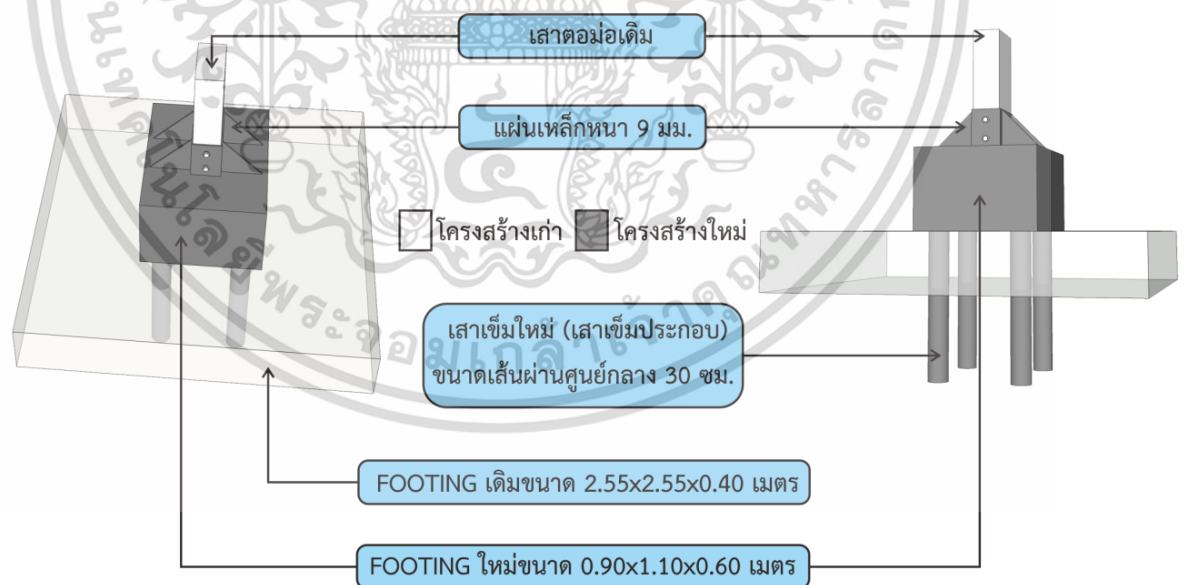 เสาตอม่อเดิม
แผ่นเหล็กหนา 9 มม.
โครงสร้างเก่า โครงสร้างใหม่
เสาเข็มใหม่ (เสาเข็มประกอบ)
ขนาดเส้นผ่านศูนย์กลาง 30 ซม.
FOOTING เดิมขนาด 2.55x2.55x0.40 เมตร
FOOTING ใหม่ขนาด 0.90x1.10x0.60 เมตร